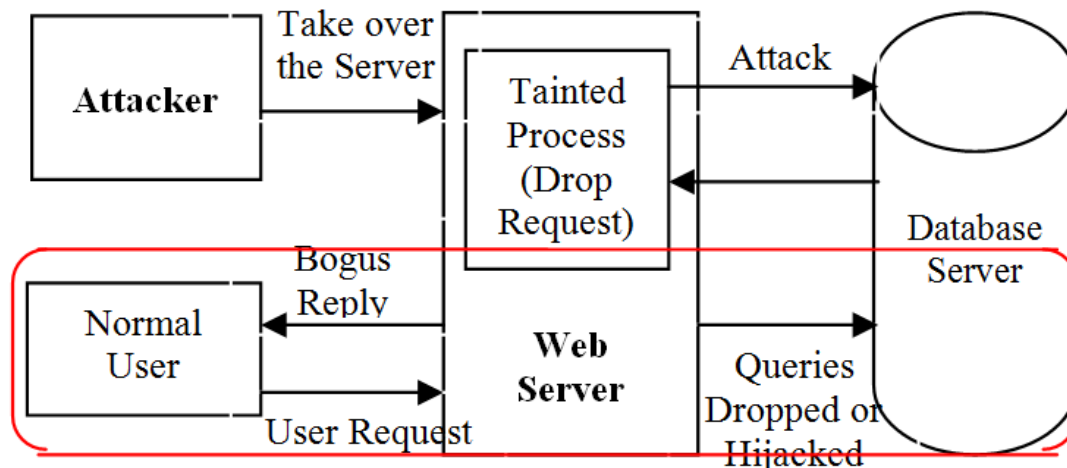 Take over
the Server
Attacker
Tainted
Process
(Drop
Request)
Attack
Database
Server
Bogus
Reply
Normal
User
User Request
Web
Server
Queries
Dropped or
Hijacked